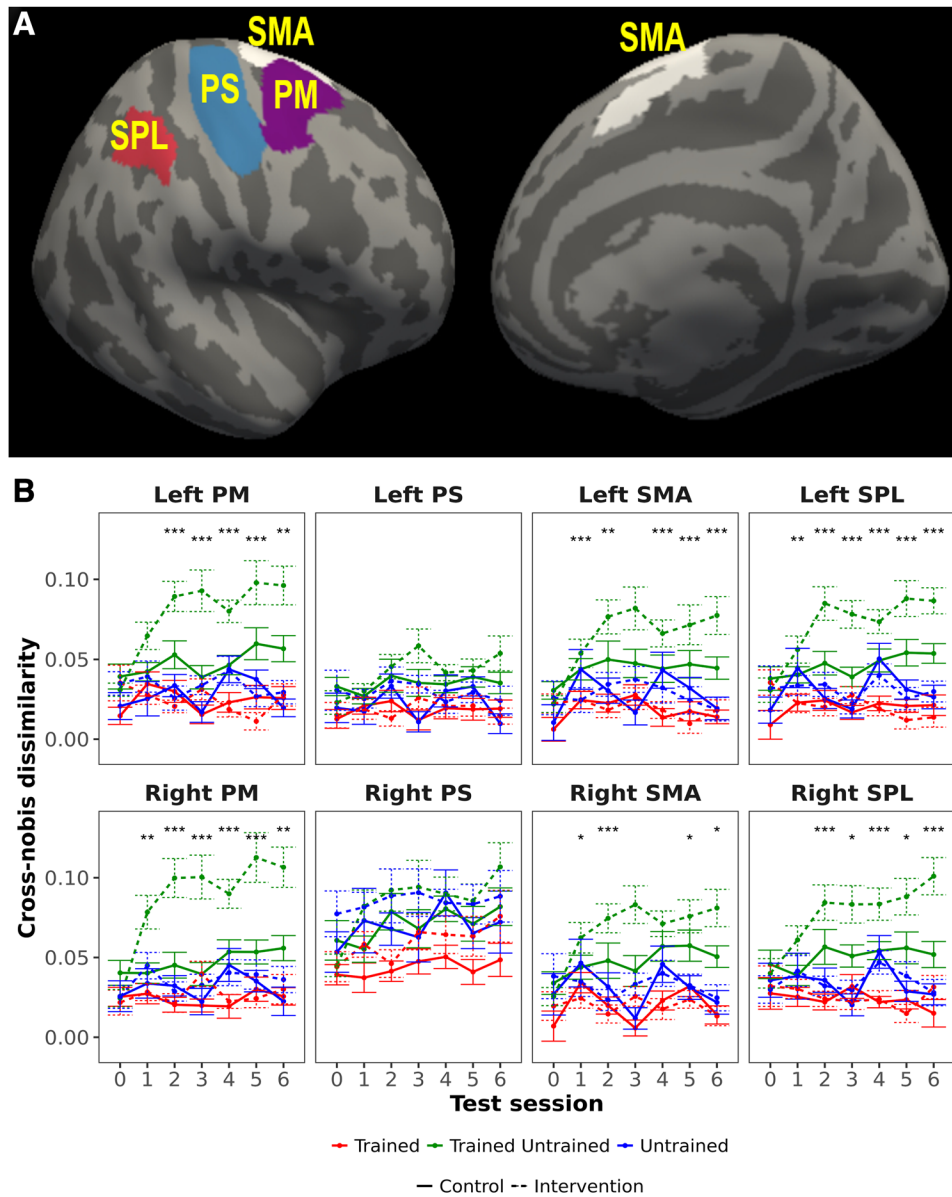 A
SMA
SMA
PS
PM
SPL
B
Left PM
Left PS
Left SMA
Left SPL
*** *** *** *** **
*** ** *** *** ***
** *** *** *** *** ***
0.10
0.05
0.00
Cross-nobis dissimilarity
Right PM
Right PS
Right SMA
Right SPL
** *** *** *** *** **
* *** * *
*** * *** * ***
0.10
0.05
0.00
0 1 2 3 4 5 6
0 1 2 3 4 5 6
0 1 2 3 4 5 6
0 1 2 3 4 5 6
Test session
Trained Trained Untrained Untrained
Control Intervention